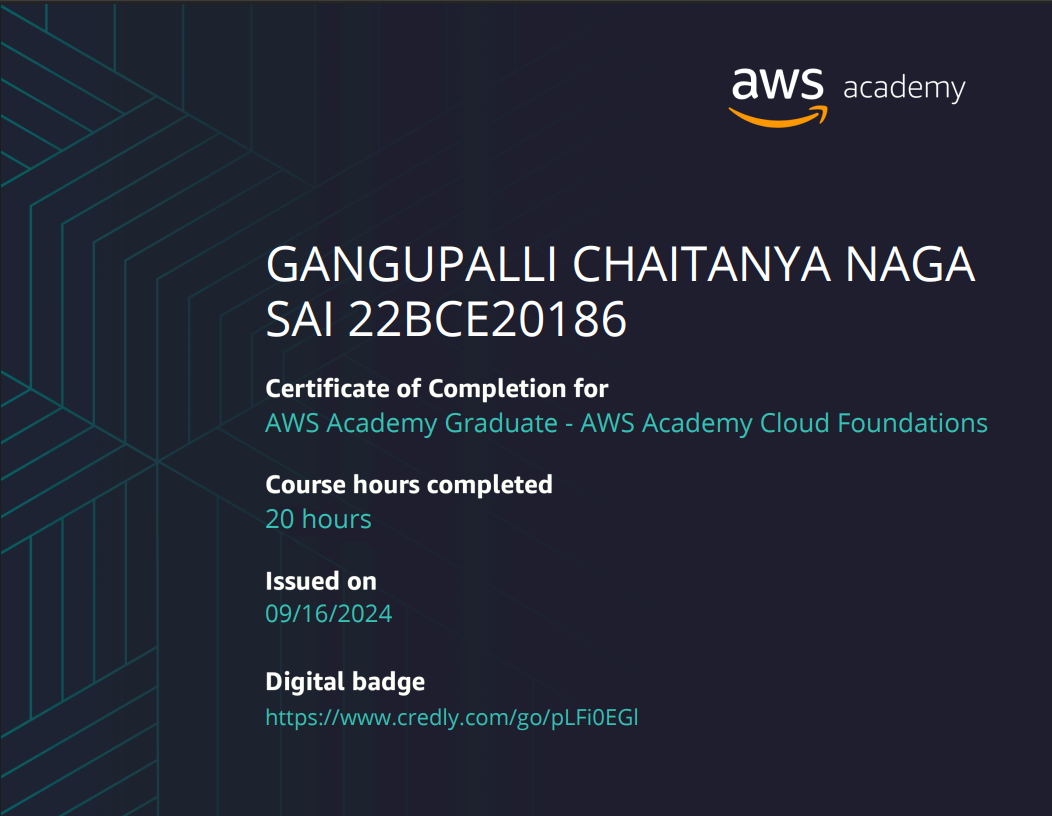 aws academy
GANGUPALLI CHAITANYA NAGA
SAI 22BCE20186
Certificate of Completion for
AWS Academy Graduate - AWS Academy Cloud Foundations
Course hours completed
20 hours
Issued on
09/16/2024
Digital badge
https://www.credly.com/go/pLFi0EGl